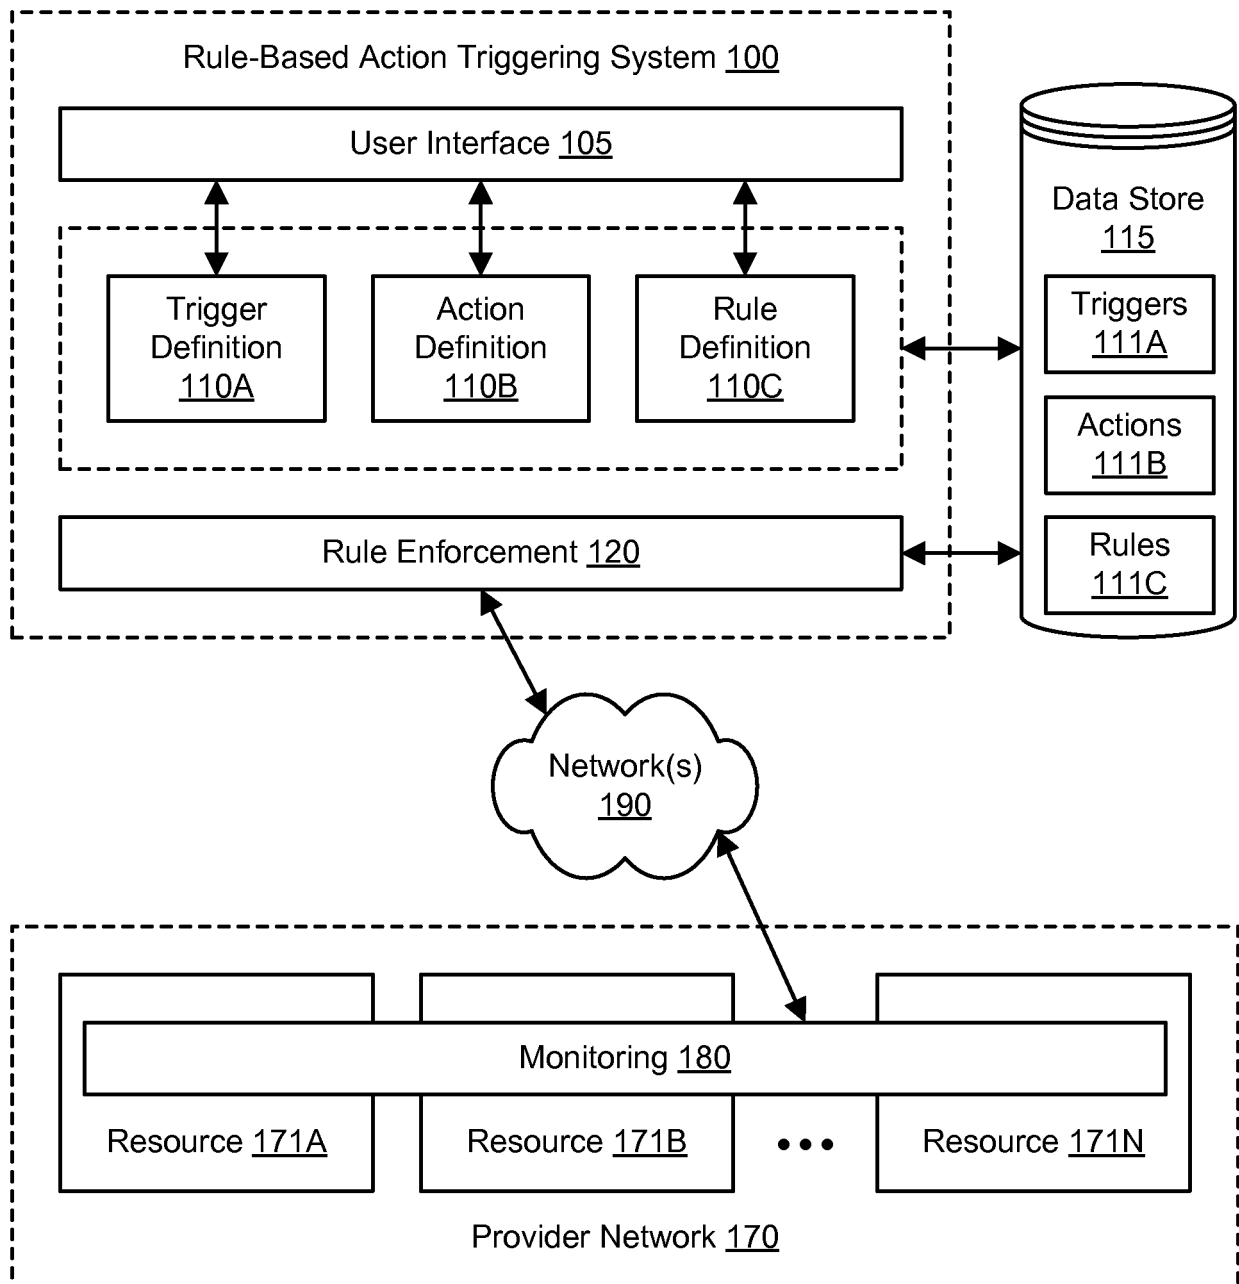 Rule-Based Action Triggering System 100
User Interface 105
Trigger
Definition
110A
Action
Definition
110B
Rule
Definition
110C
Rule Enforcement 120
Data Store
115
Triggers
111A
Actions
111B
Rules
111C
Network(s)
190
Monitoring 180
Resource 171A
Resource 171B
Resource 171N
Provider Network 170